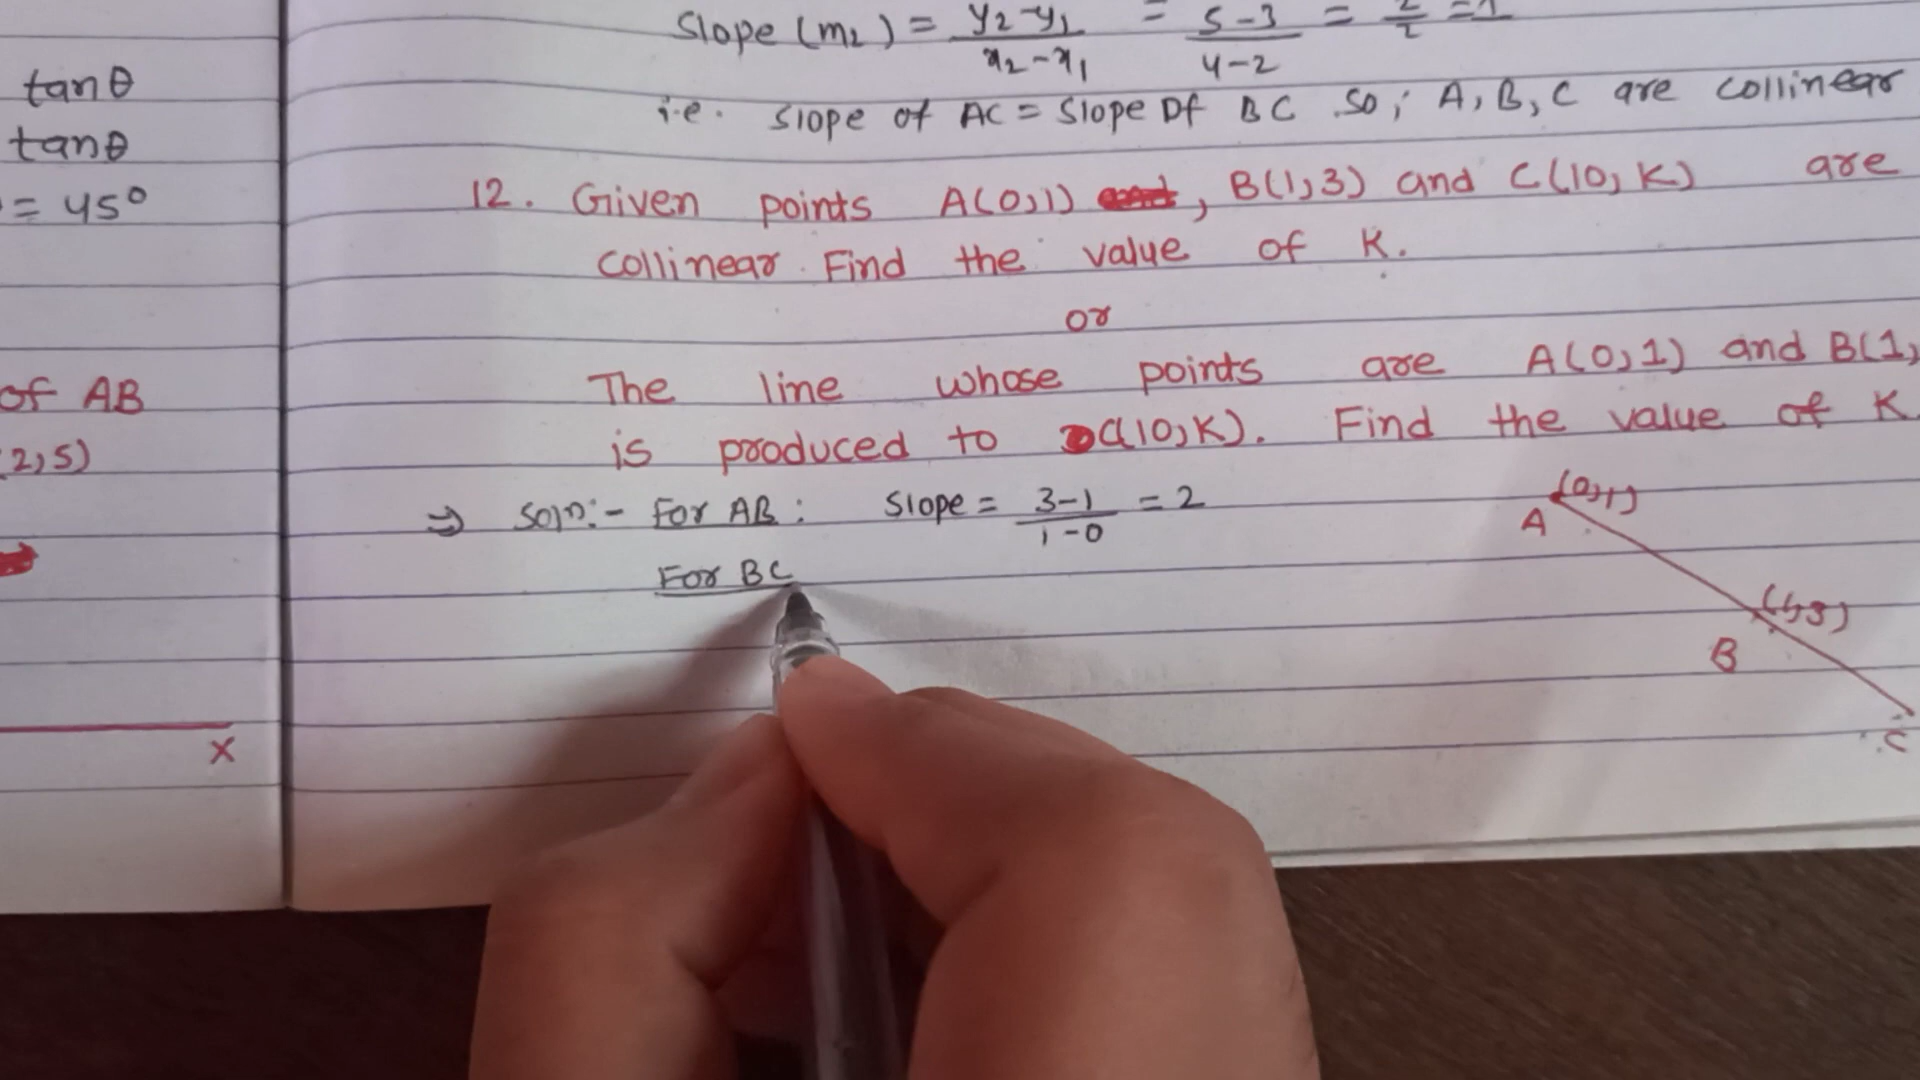 tanθ
tanθ
= 45°
of AB
2,5)
x
Slope (m₂) = y₂-y₁ / x₂-x₁ = 5-3 / 4-2 = 2/2 = 1
i.e. slope of AC = Slope Of BC So; A, B, C are collinear
12. Given points A(0,1) , B(1,3) and C(10,K) are
collinear. Find the value of K.
or
The line whose points are A(0,1) and B(1,
is produced to C(10,K). Find the value of K.
⇒ Soln:- For AB : Slope = 3-1 / 1-0 = 2
For BC
(0,1)
A
(1,3)
B
C